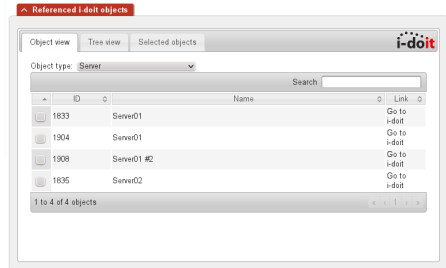 Referenced i-doit objects
Object view Tree view Selected objects
i-doit
Object type: Server
Search
ID Name Link
1833 Server01 Go to
i-doit
1904 Server01 Go to
i-doit
1908 Server01 #2 Go to
i-doit
1835 Server02 Go to
i-doit
1 to 4 of 4 objects
« ‹ 1 › »